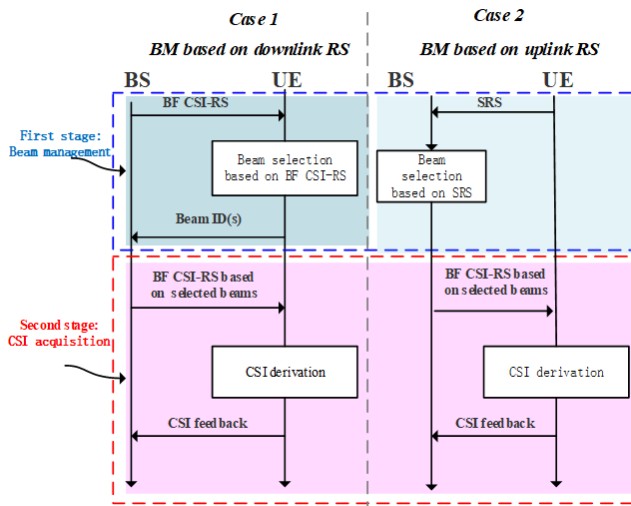 Case 1
BM based on downlink RS
Case 2
BM based on uplink RS
BS
UE
BS
UE
First stage:
Beam management
BF CSI-RS
Beam selection
based on BF CSI-RS
Beam ID(s)
SRS
Beam
selection
based on SRS
Second stage:
CSI acquisition
BF CSI-RS based
on selected beams
CSI derivation
CSI feedback
BF CSI-RS based
on selected beams
CSI derivation
CSI feedback